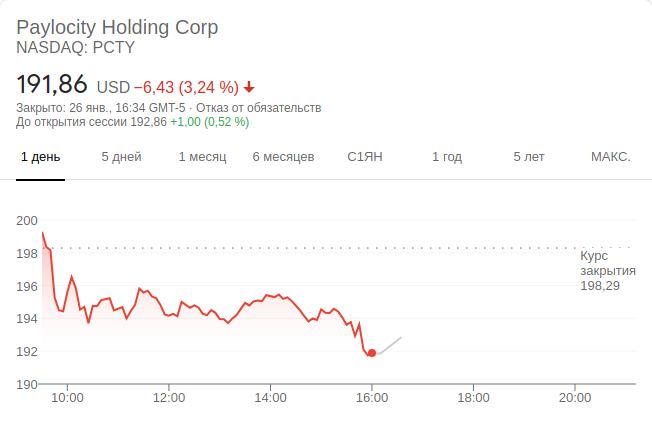 Paylocity Holding Corp
NASDAQ: PCTY
191,86 USD −6,43 (3,24 %)
Закрыто: 26 янв., 16:34 GMT-5 · Отказ от обязательств
До открытия сессии 192,86 +1,00 (0,52 %)
1 день 5 дней 1 месяц 6 месяцев С1ЯН 1 год 5 лет МАКС.
200
198
196
194
192
190
Курс
закрытия
198,29
10:00 12:00 14:00 16:00 18:00 20:00